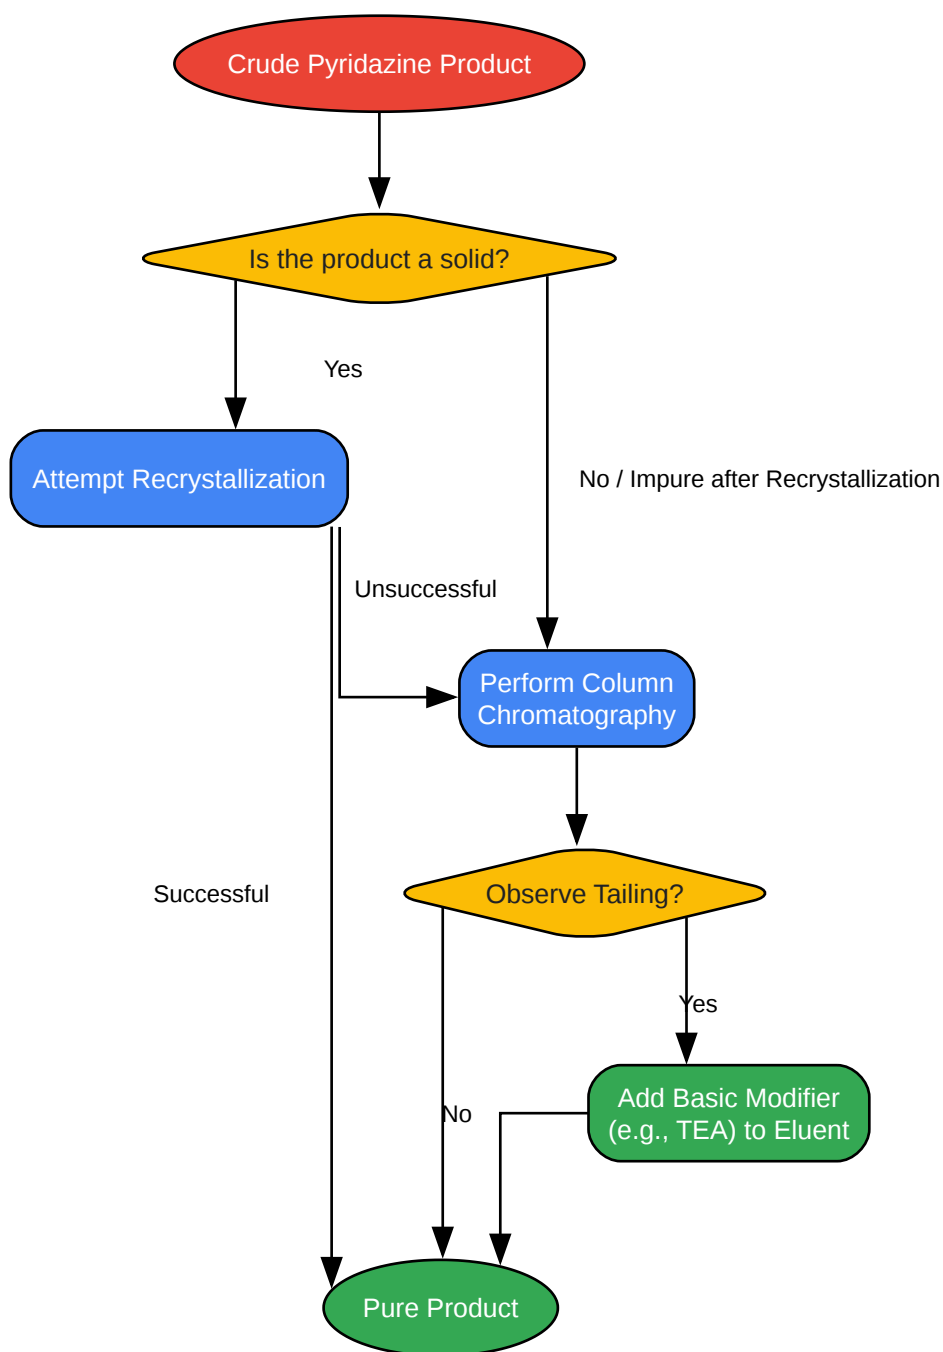 Crude Pyridazine Product
Is the product a solid?
Yes
Attempt Recrystallization
No / Impure after Recrystallization
Unsuccessful
Perform Column
Chromatography
Successful
Observe Tailing?
Yes
Add Basic Modifier
(e.g., TEA) to Eluent
No
Pure Product